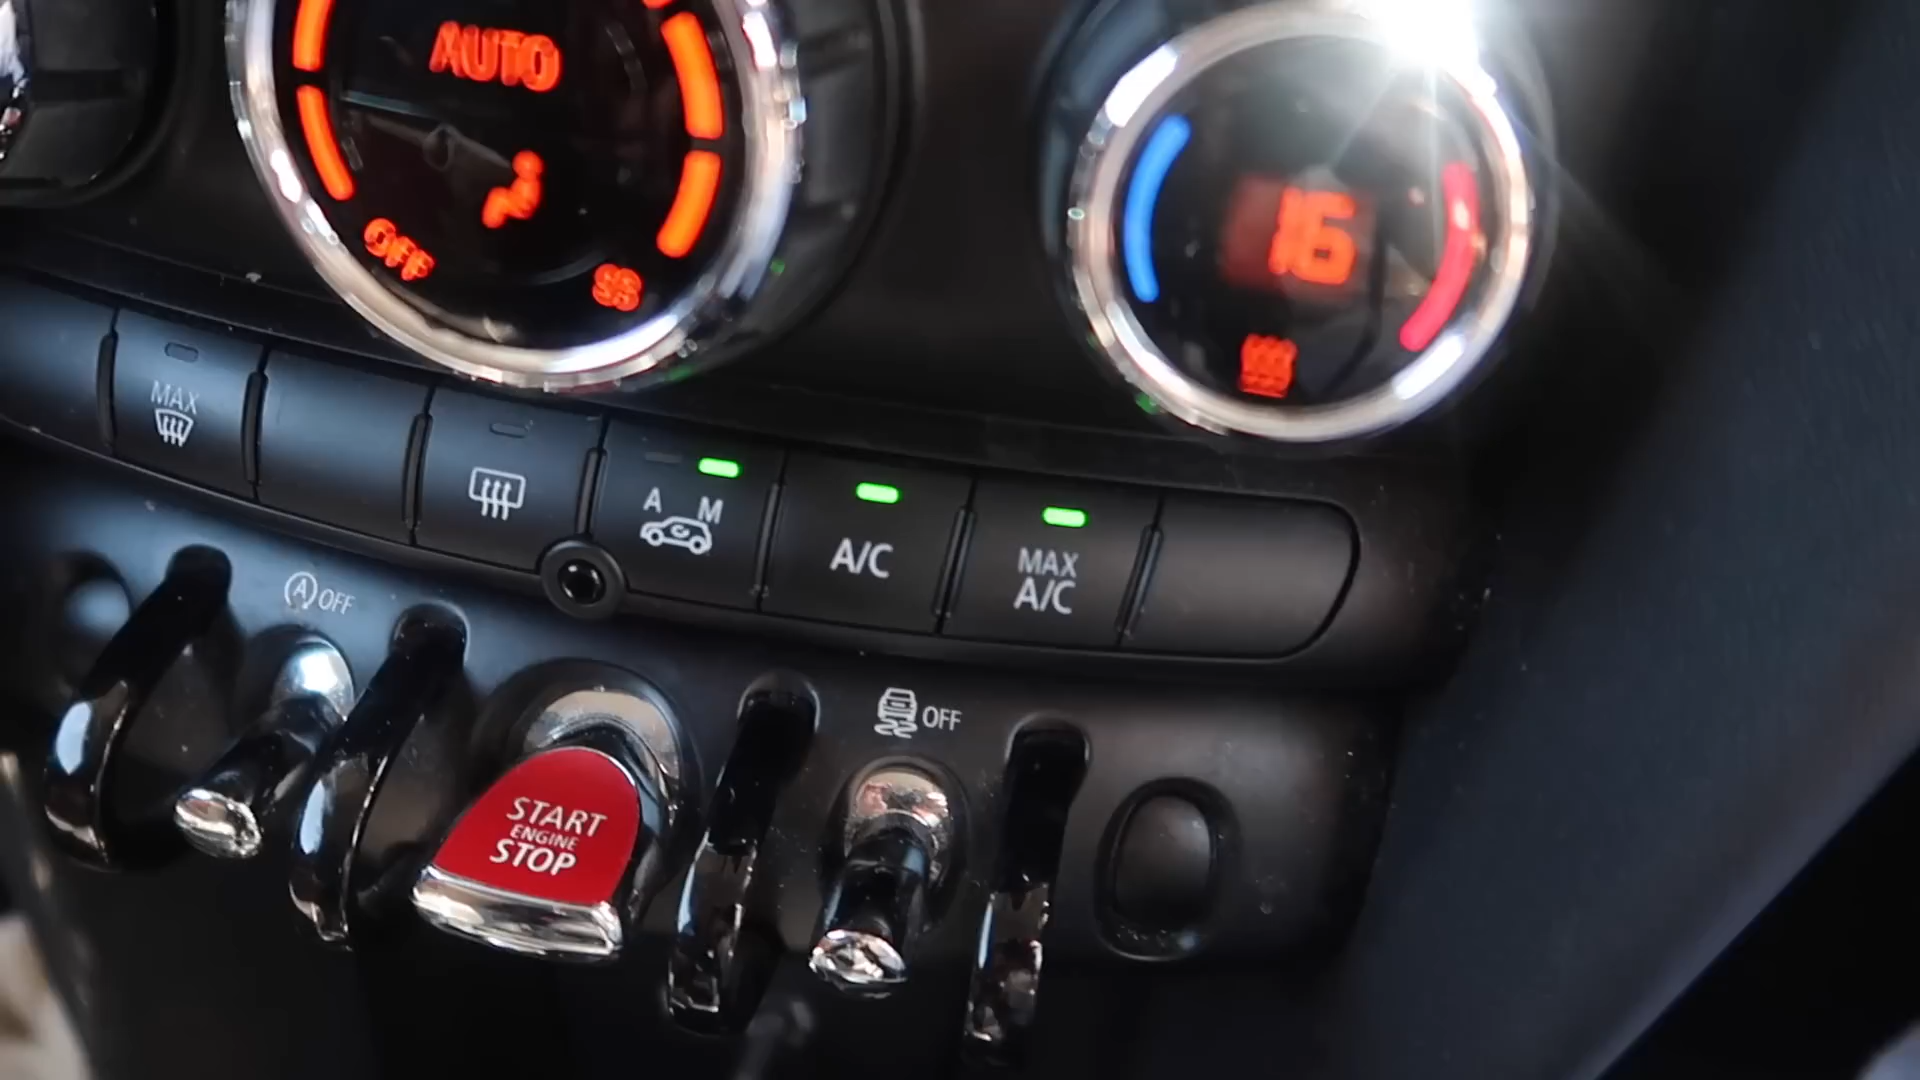 AUTO
OFF
16
MAX
A M
A/C
MAX
A/C
A OFF
OFF
START
ENGINE
STOP